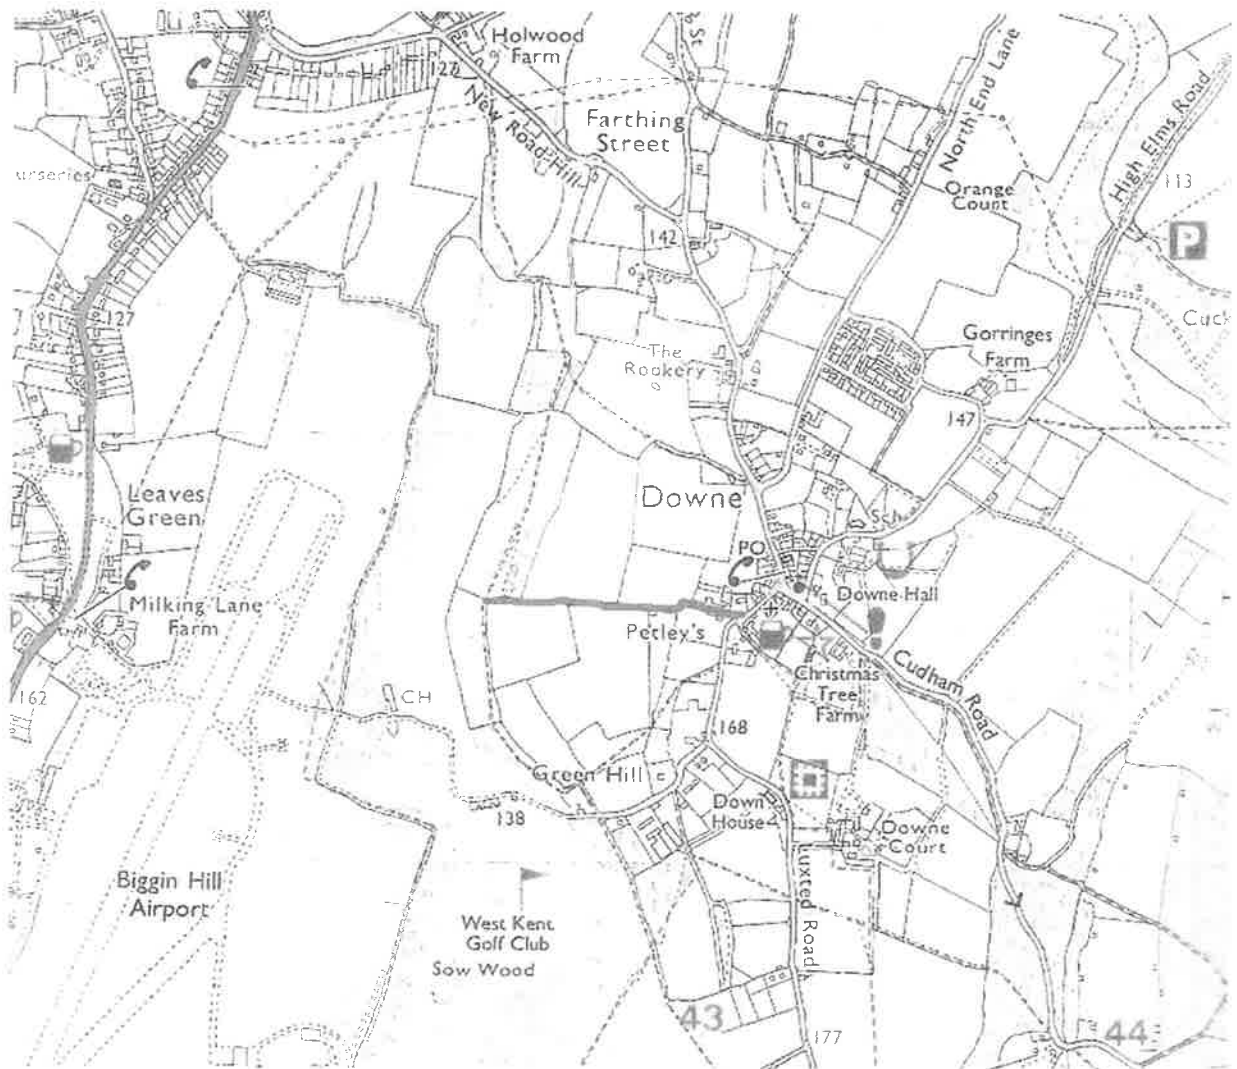 Holwood
Farm
St
122
New Road Hill
Farthing
Street
North End Lane
High Elms Road
113
urseries
Orange
Court
P
142
127
Cuck
Gorringes
Farm
The
Rookery
147
Leaves
Green
Downe
Sch
PO
Downe Hall
Milking Lane
Farm
Petley's
Cudham Road
Christmas
Tree
Farm
162
CH
168
Green Hill
138
Down
House
Downe
Court
Luxted Road
Biggin Hill
Airport
West Kent
Golf Club
Sow Wood
43
177
44